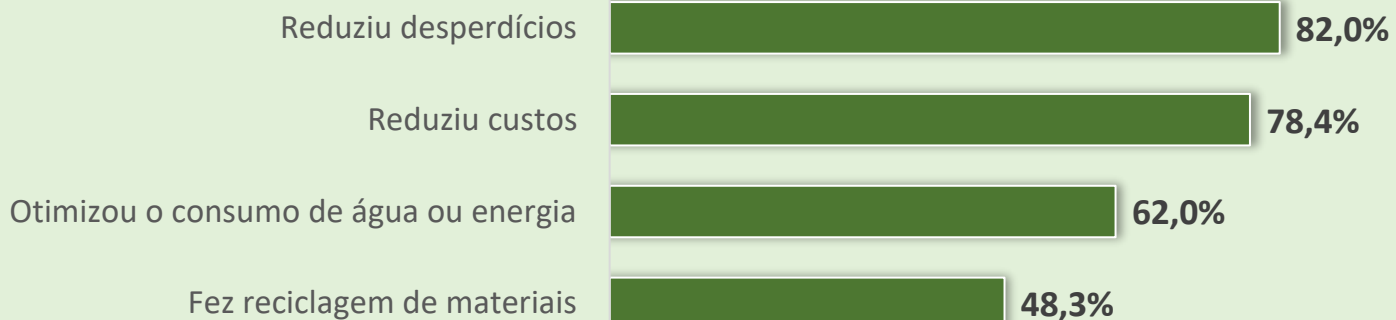 Reduziu desperdícios 82,0%
Reduziu custos 78,4%
Otimizou o consumo de água ou energia 62,0%
Fez reciclagem de materiais 48,3%